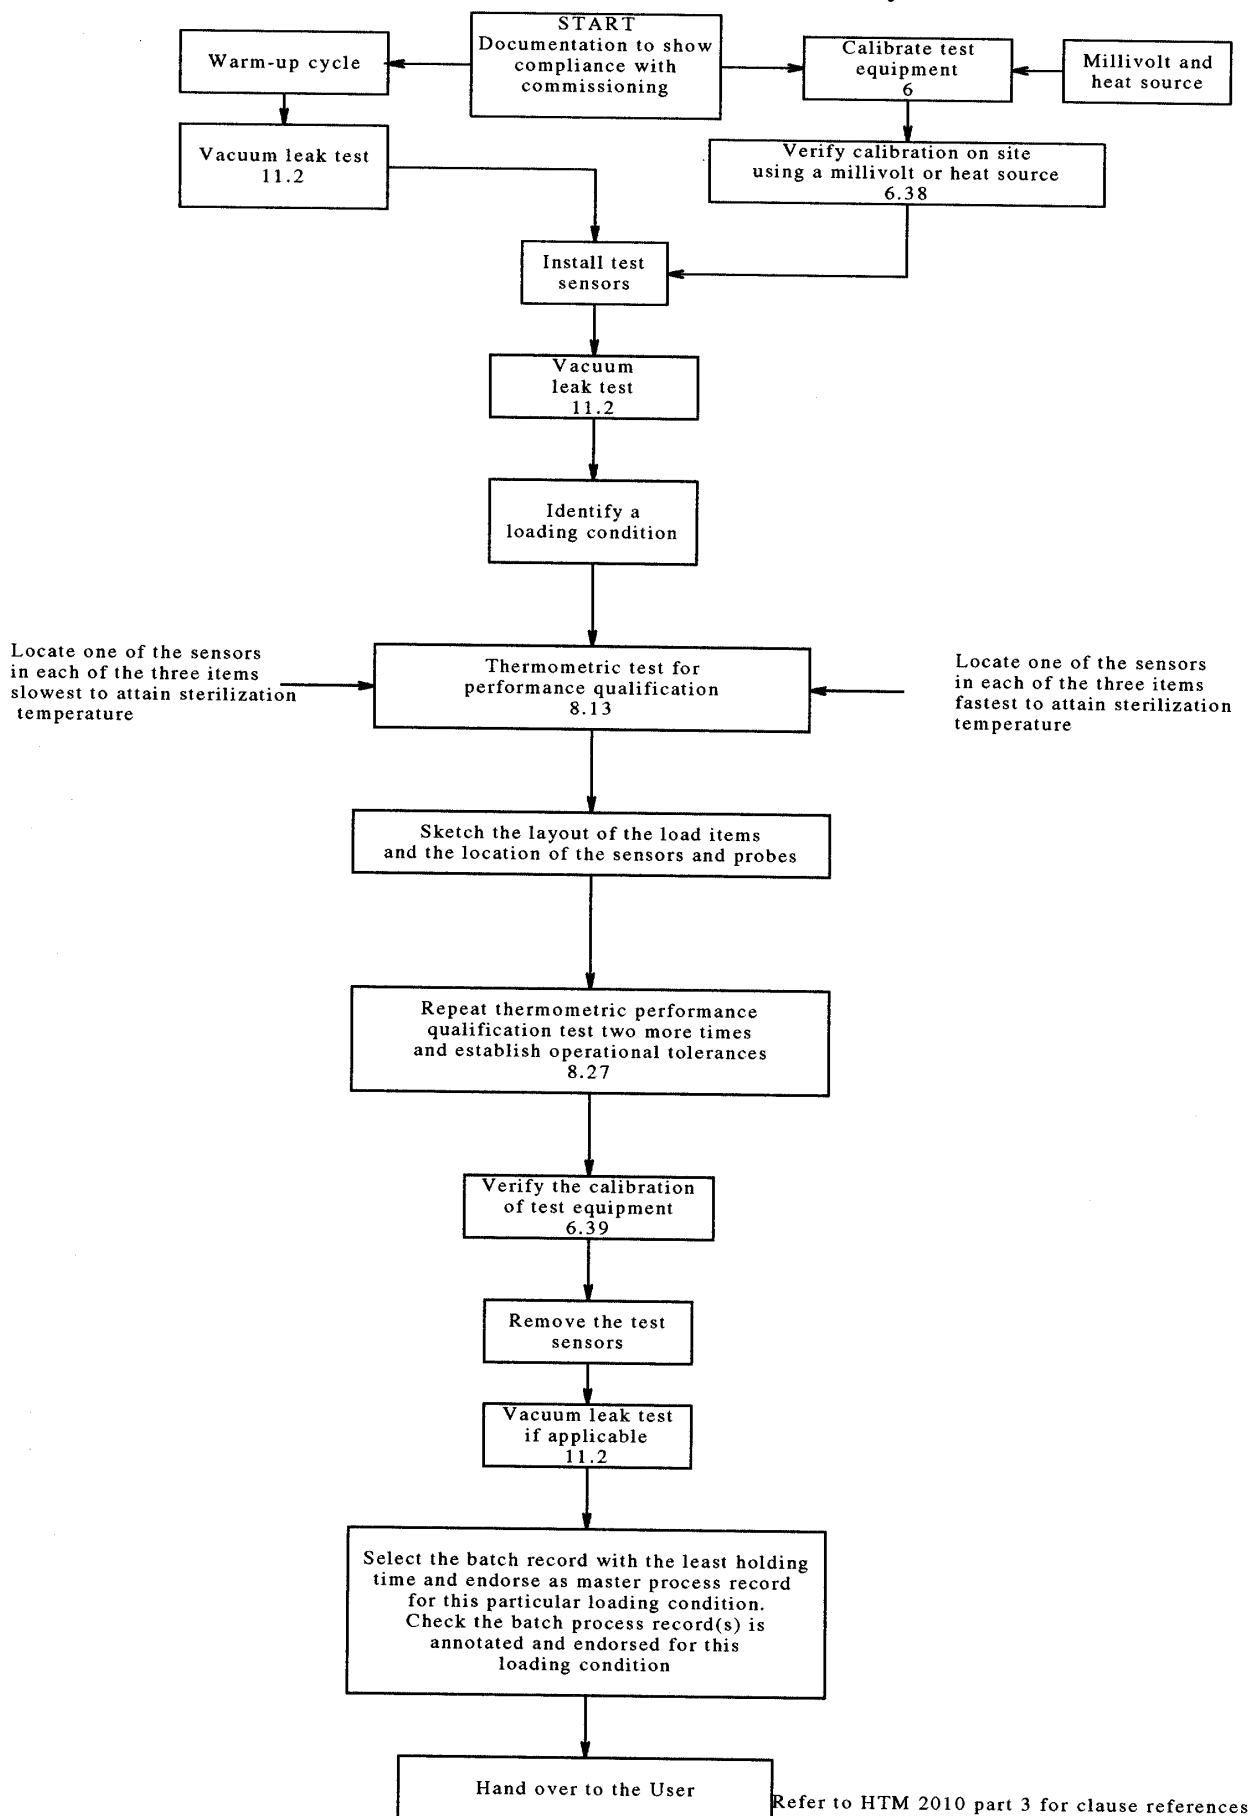 START
Documentation to show
compliance with
commissioning
Warm-up cycle
Calibrate test
equipment
6
Millivolt and
heat source
Vacuum leak test
11.2
Verify calibration on site
using a millivolt or heat source
6.38
Install test
sensors
Vacuum
leak test
11.2
Identify a
loading condition
Locate one of the sensors
in each of the three items
slowest to attain sterilization
temperature
Thermometric test for
performance qualification
8.13
Locate one of the sensors
in each of the three items
fastest to attain sterilization
temperature
Sketch the layout of the load items
and the location of the sensors and probes
Repeat thermometric performance
qualification test two more times
and establish operational tolerances
8.27
Verify the calibration
of test equipment
6.39
Remove the test
sensors
Vacuum leak test
if applicable
11.2
Select the batch record with the least holding
time and endorse as master process record
for this particular loading condition.
Check the batch process record(s) is
annotated and endorsed for this
loading condition
Hand over to the User
Refer to HTM 2010 part 3 for clause references